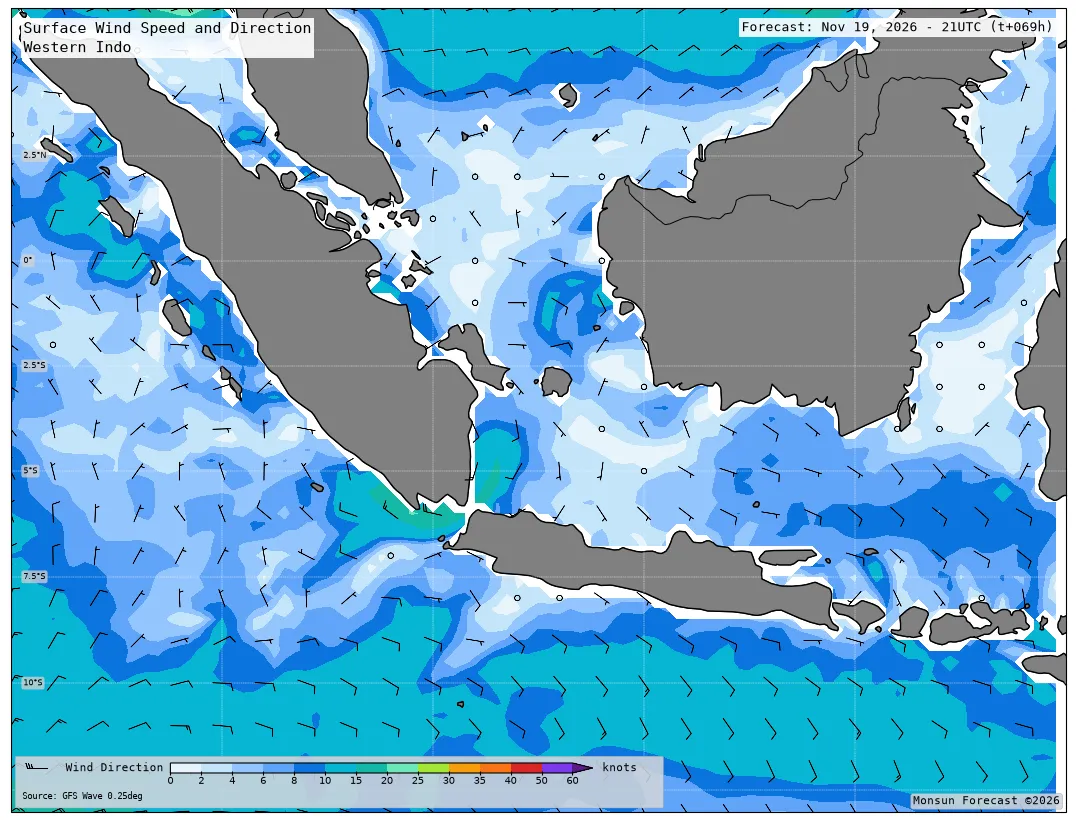 Surface Wind Speed and Direction
Western Indo
Forecast: Nov 19, 2026 - 21UTC (t+069h)
2.5°N
0°
2.5°S
5°S
7.5°S
10°S
Wind Direction
0 2 4 6 8 10 15 20 25 30 35 40 50 60
knots
Source: GFS Wave 0.25deg
Monsun Forecast ©2026